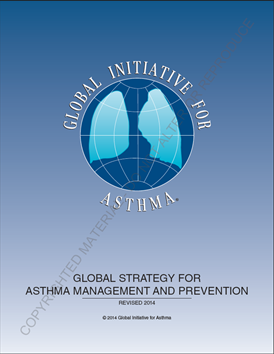 GLOBAL INITIATIVE FOR
ASTHMA®
GLOBAL STRATEGY FOR
ASTHMA MANAGEMENT AND PREVENTION
REVISED 2014
© 2014 Global Initiative for Asthma
COPYRIGHTED MATERIAL